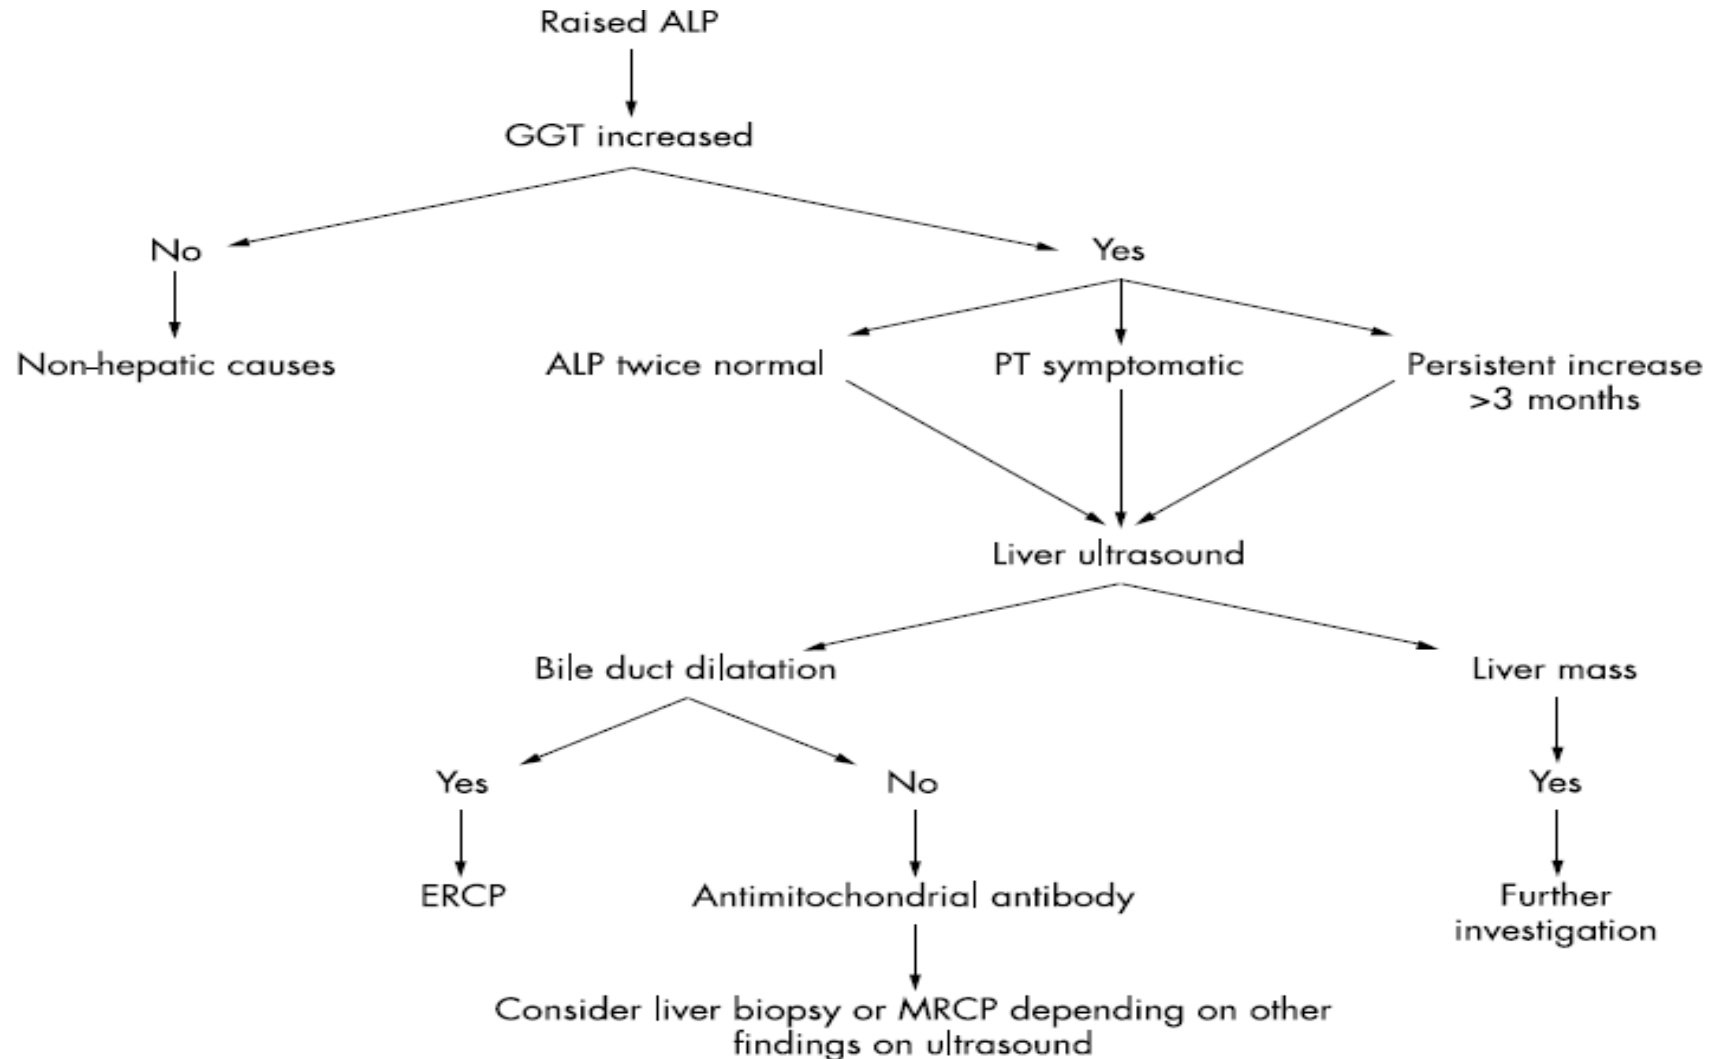 Raised ALP
GGT increased
No
Yes
Non-hepatic causes
ALP twice normal
PT symptomatic
Persistent increase
>3 months
Liver ultrasound
Bile duct dilatation
Liver mass
Yes
No
Yes
ERCP
Antimitochondrial antibody
Further
investigation
Consider liver biopsy or MRCP depending on other
findings on ultrasound